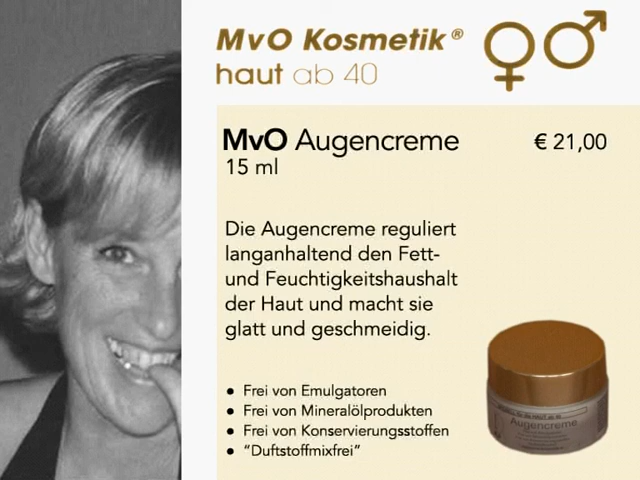 MvO Kosmetik®
haut ab 40
MvO Augencreme € 21,00
15 ml
Die Augencreme reguliert
langanhaltend den Fett-
und Feuchtigkeitshaushalt
der Haut und macht sie
glatt und geschmeidig.
● Frei von Emulgatoren
● Frei von Mineralölprodukten
● Frei von Konservierungsstoffen
● “Duftstoffmixfrei”
Augencreme